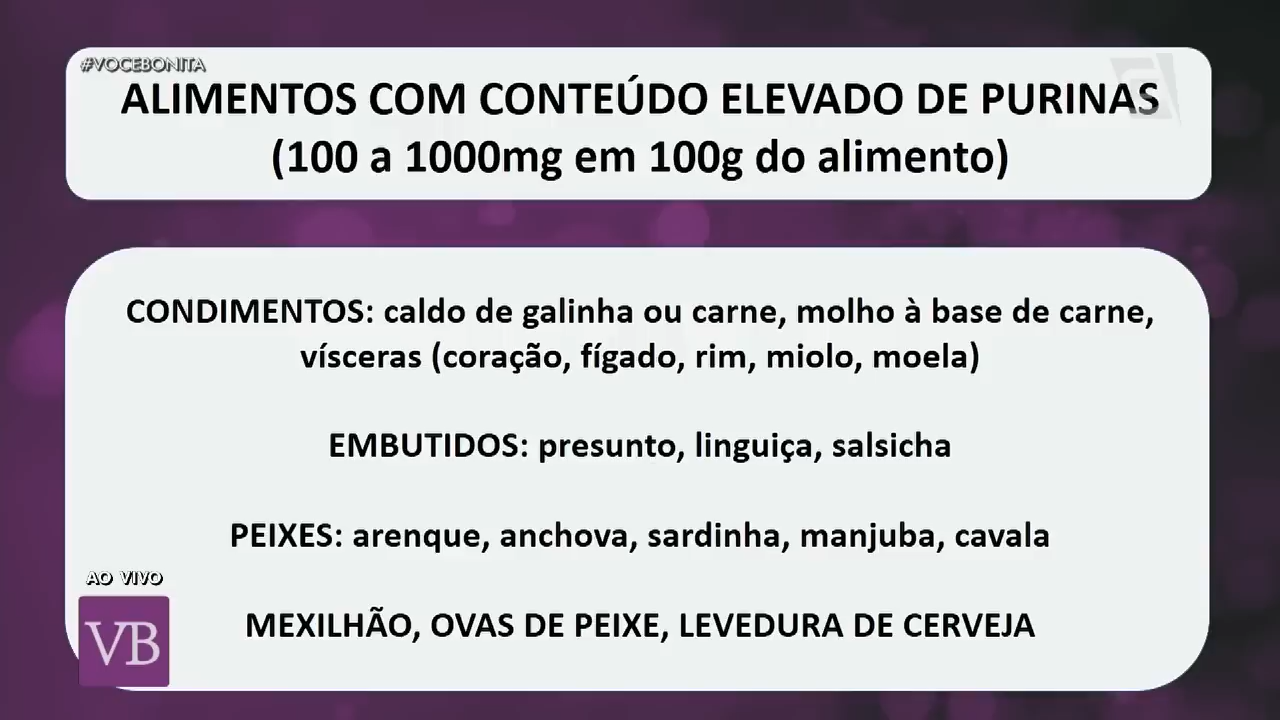 #VOCEBONITA
ALIMENTOS COM CONTEÚDO ELEVADO DE PURINAS
(100 a 1000mg em 100g do alimento)
CONDIMENTOS: caldo de galinha ou carne, molho à base de carne,
vísceras (coração, fígado, rim, miolo, moela)
EMBUTIDOS: presunto, linguiça, salsicha
PEIXES: arenque, anchova, sardinha, manjuba, cavala
AO VIVO
VB
MEXILHÃO, OVAS DE PEIXE, LEVEDURA DE CERVEJA